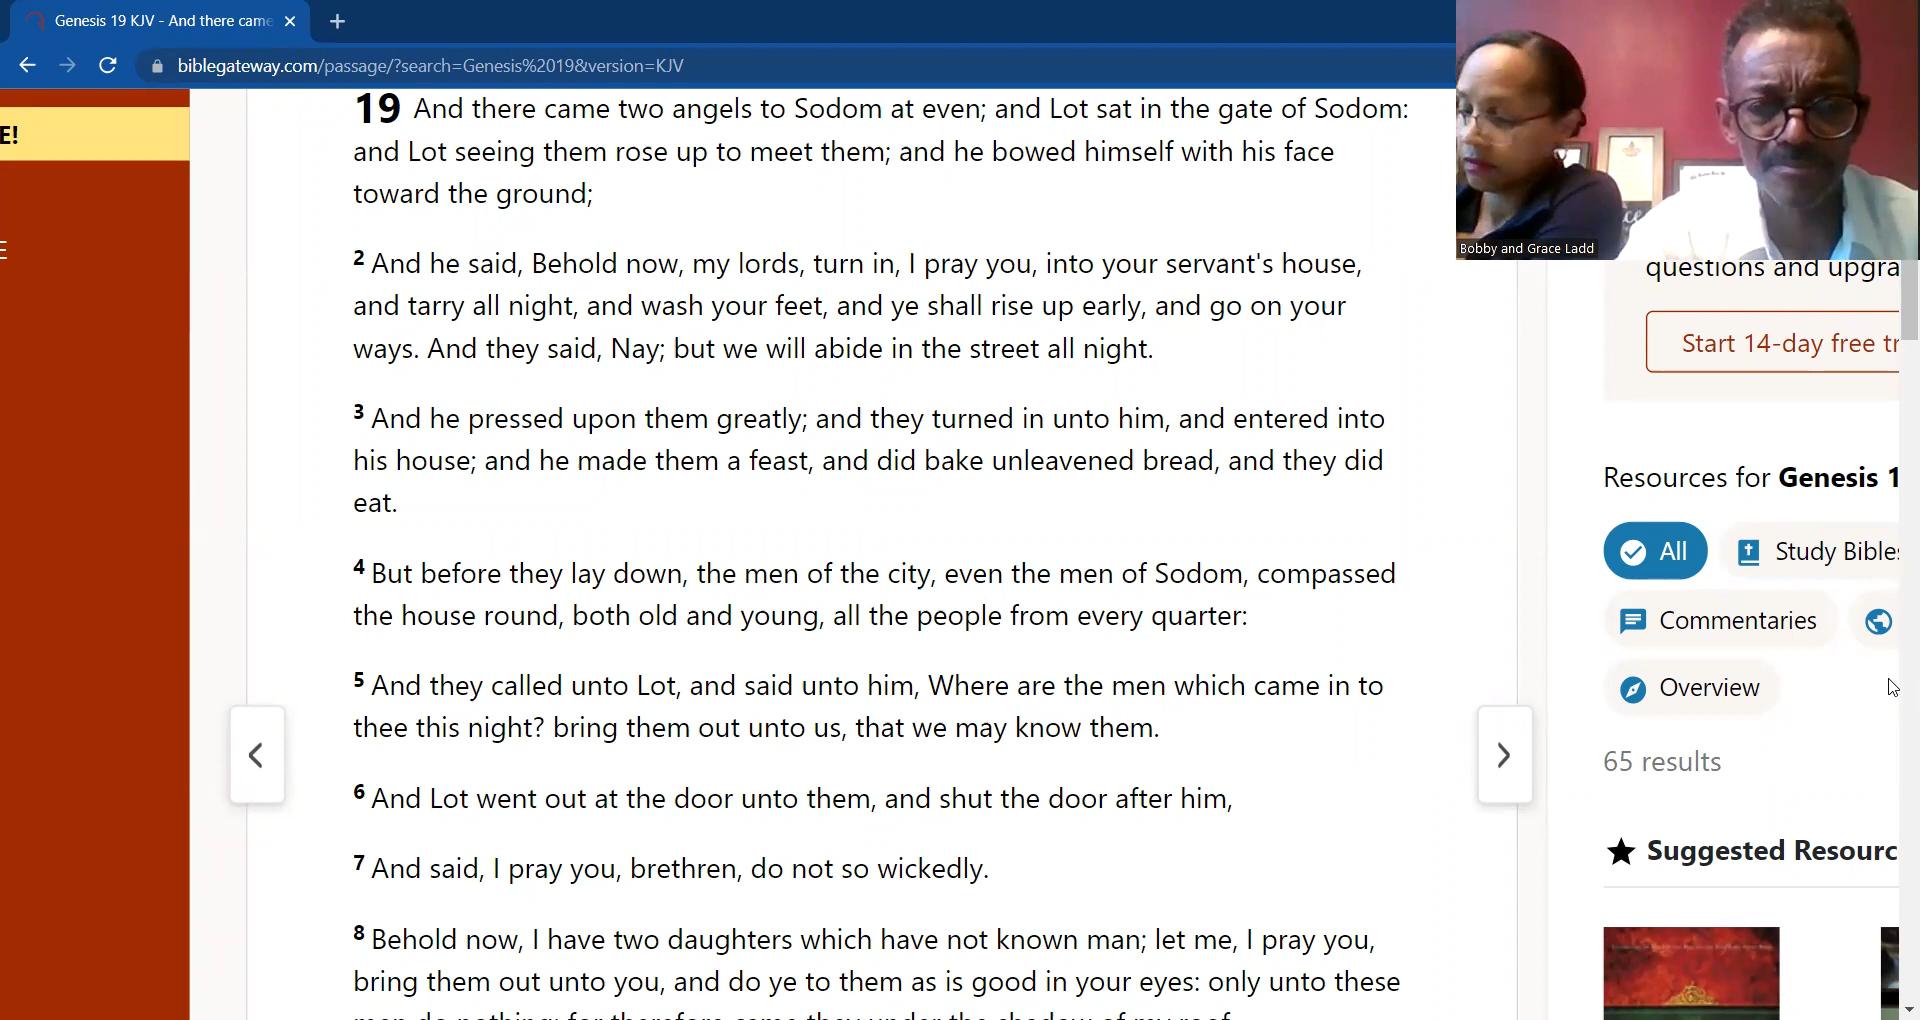 Genesis 19 KJV - And there came
biblegateway.com/passage/?search=Genesis%2019&version=KJV
E!
E
19 And there came two angels to Sodom at even; and Lot sat in the gate of Sodom:
and Lot seeing them rose up to meet them; and he bowed himself with his face
toward the ground;
2 And he said, Behold now, my lords, turn in, I pray you, into your servant's house,
and tarry all night, and wash your feet, and ye shall rise up early, and go on your
ways. And they said, Nay; but we will abide in the street all night.
3 And he pressed upon them greatly; and they turned in unto him, and entered into
his house; and he made them a feast, and did bake unleavened bread, and they did
eat.
4 But before they lay down, the men of the city, even the men of Sodom, compassed
the house round, both old and young, all the people from every quarter:
5 And they called unto Lot, and said unto him, Where are the men which came in to
thee this night? bring them out unto us, that we may know them.
6 And Lot went out at the door unto them, and shut the door after him,
7 And said, I pray you, brethren, do not so wickedly.
8 Behold now, I have two daughters which have not known man; let me, I pray you,
bring them out unto you, and do ye to them as is good in your eyes: only unto these
men do nothing; for therefore came they under the shadow of my roof.
Bobby and Grace Ladd
questions and upgra
Start 14-day free tr
Resources for Genesis 1
All
Study Bibles
Commentaries
Overview
65 results
Suggested Resourc